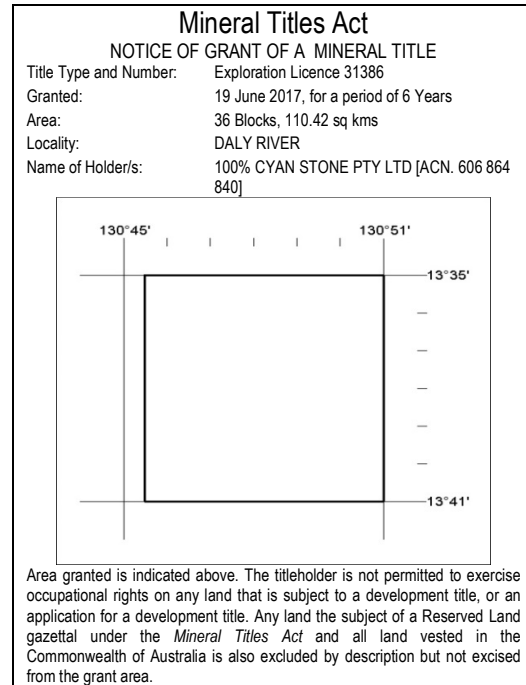 Mineral Titles Act
NOTICE OF GRANT OF A MINERAL TITLE
Title Type and Number: Exploration Licence 31386
Granted: 19 June 2017, for a period of 6 Years
Area: 36 Blocks, 110.42 sq kms
Locality: DALY RIVER
Name of Holder/s: 100% CYAN STONE PTY LTD [ACN. 606 864
840]
130°45' 130°51'
13°35'
13°41'
Area granted is indicated above. The titleholder is not permitted to exercise
occupational rights on any land that is subject to a development title, or an
application for a development title. Any land the subject of a Reserved Land
gazettal under the Mineral Titles Act and all land vested in the
Commonwealth of Australia is also excluded by description but not excised
from the grant area.